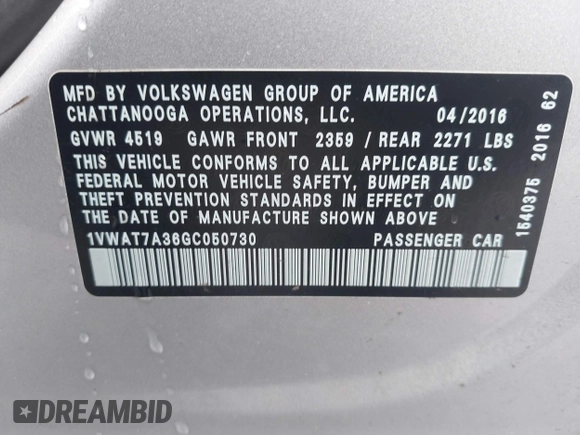 MFD BY VOLKSWAGEN GROUP OF AMERICA
CHATTANOOGA OPERATIONS, LLC. 04/2016
GVWR 4519 GAWR FRONT 2359 / REAR 2271 LBS
THIS VEHICLE CONFORMS TO ALL APPLICABLE U.S.
FEDERAL MOTOR VEHICLE SAFETY, BUMPER AND
THEFT PREVENTION STANDARDS IN EFFECT ON
THE DATE OF MANUFACTURE SHOWN ABOVE.
1VWAT7A36GC050730 PASSENGER CAR
1540375 2016 62
DREAMBID